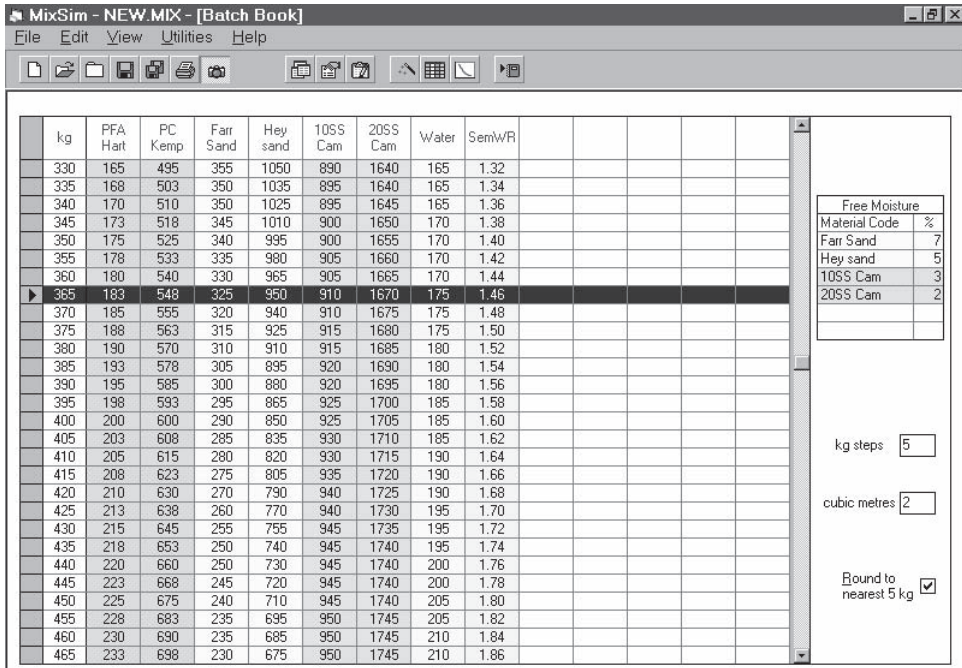 MixSim - NEW.MIX - [Batch Book]
File Edit View Utilities Help
kg PFA Hart PC Kemp Farr Sand Hey sand 10SS Cam 20SS Cam Water SemWR
330 165 495 355 1050 890 1640 165 1.32
335 168 503 350 1035 895 1640 165 1.34
340 170 510 350 1025 895 1645 165 1.36
345 173 518 345 1010 900 1650 170 1.38
350 175 525 340 995 900 1655 170 1.40
355 178 533 335 980 905 1660 170 1.42
360 180 540 330 965 905 1665 170 1.44
365 183 548 325 950 910 1670 175 1.46
370 185 555 320 940 910 1675 175 1.48
375 188 563 315 925 915 1680 175 1.50
380 190 570 310 910 915 1685 180 1.52
385 193 578 305 895 920 1690 180 1.54
390 195 585 300 880 920 1695 180 1.56
395 198 593 295 865 925 1700 185 1.58
400 200 600 290 850 925 1705 185 1.60
405 203 608 285 835 930 1710 185 1.62
410 205 615 280 820 930 1715 190 1.64
415 208 623 275 805 935 1720 190 1.66
420 210 630 270 790 940 1725 190 1.68
425 213 638 260 770 940 1730 195 1.70
430 215 645 255 755 945 1735 195 1.72
435 218 653 250 740 945 1740 195 1.74
440 220 660 250 730 945 1740 200 1.76
445 223 668 245 720 945 1740 200 1.78
450 225 675 240 710 945 1740 205 1.80
455 228 683 235 695 950 1745 205 1.82
460 230 690 235 685 950 1745 210 1.84
465 233 698 230 675 950 1745 210 1.86
Free Moisture
Material Code %
Farr Sand 7
Hey sand 5
10SS Cam 3
20SS Cam 2
kg steps 5
cubic metres 2
Round to
nearest 5 kg